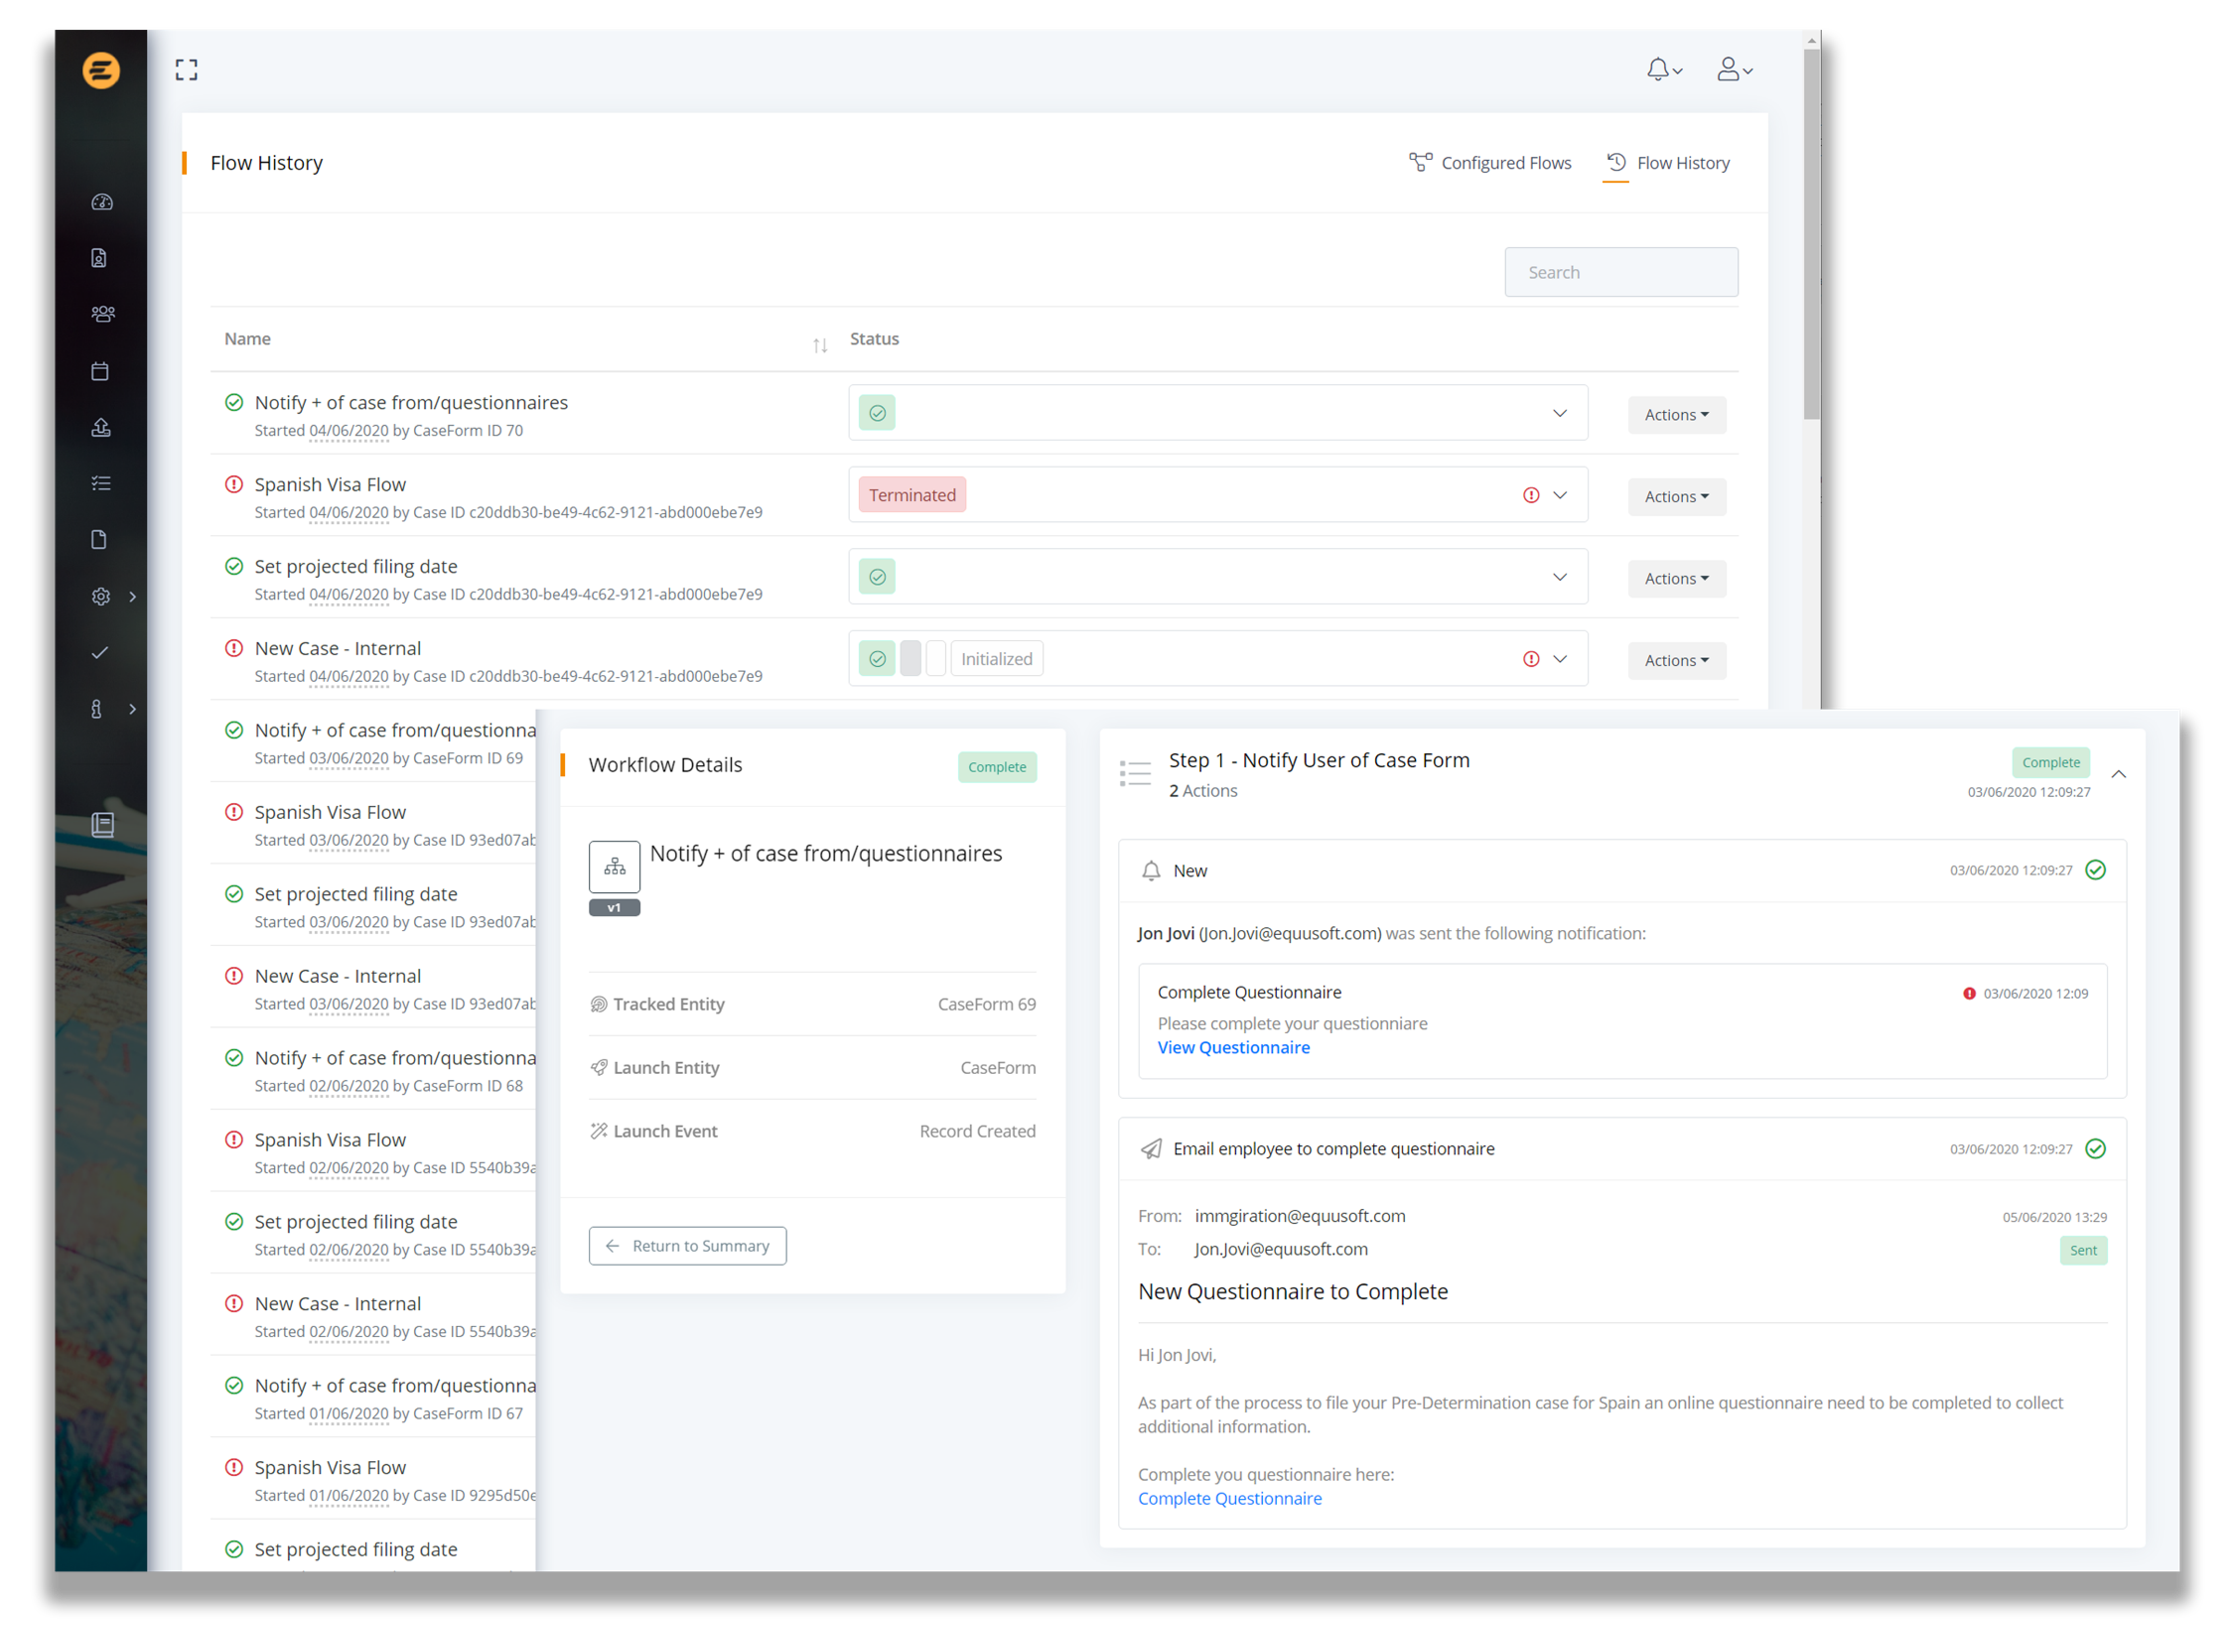 Flow History
Configured Flows
Flow History
Search
Name
Status
Notify + of case from/questionnaires
Started 04/06/2020 by CaseForm ID 70
Actions
Spanish Visa Flow
Started 04/06/2020 by Case ID c20ddb30-be49-4c62-9121-abd000ebe7e9
Terminated
Actions
Set projected filing date
Started 04/06/2020 by Case ID c20ddb30-be49-4c62-9121-abd000ebe7e9
Actions
New Case - Internal
Started 04/06/2020 by Case ID c20ddb30-be49-4c62-9121-abd000ebe7e9
Initialized
Actions
Notify + of case from/questionna
Started 03/06/2020 by CaseForm ID 69
Spanish Visa Flow
Started 03/06/2020 by Case ID 93ed07ab
Set projected filing date
Started 03/06/2020 by Case ID 93ed07ab
New Case - Internal
Started 03/06/2020 by Case ID 93ed07ab
Notify + of case from/questionna
Started 02/06/2020 by CaseForm ID 68
Spanish Visa Flow
Started 02/06/2020 by Case ID 5540b39a
Set projected filing date
Started 02/06/2020 by Case ID 5540b39a
New Case - Internal
Started 02/06/2020 by Case ID 5540b39a
Notify + of case from/questionna
Started 01/06/2020 by CaseForm ID 67
Spanish Visa Flow
Started 01/06/2020 by Case ID 9295d50e
Set projected filing date
Workflow Details
Complete
Notify + of case from/questionnaires
v1
Tracked Entity
CaseForm 69
Launch Entity
CaseForm
Launch Event
Record Created
Return to Summary
Step 1 - Notify User of Case Form
2 Actions
Complete
03/06/2020 12:09:27
New
03/06/2020 12:09:27
Jon Jovi (Jon.Jovi@equusoft.com) was sent the following notification:
Complete Questionnaire
03/06/2020 12:09
Please complete your questionniare
View Questionnaire
Email employee to complete questionnaire
03/06/2020 12:09:27
From: immgiration@equusoft.com
05/06/2020 13:29
To: Jon.Jovi@equusoft.com
Sent
New Questionnaire to Complete
Hi Jon Jovi,
As part of the process to file your Pre-Determination case for Spain an online questionnaire need to be completed to collect
additional information.
Complete you questionnaire here:
Complete Questionnaire